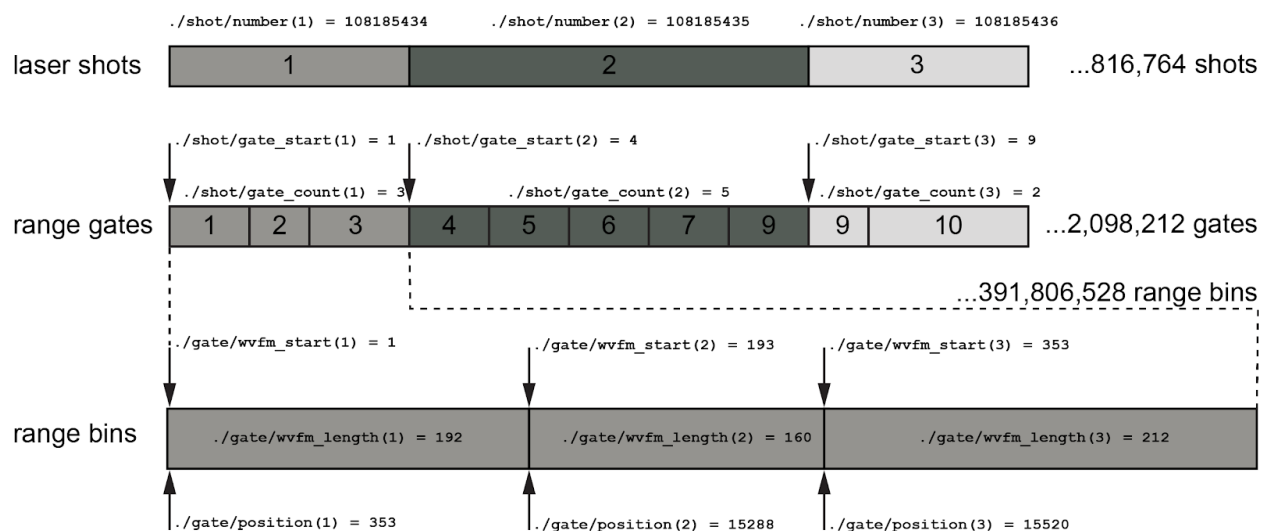 ./shot/number(1) = 108185434 ./shot/number(2) = 108185435 ./shot/number(3) = 108185436
laser shots 1 2 3 ...816,764 shots
./shot/gate_start(1) = 1 ./shot/gate_start(2) = 4 ./shot/gate_start(3) = 9
./shot/gate_count(1) = 3 ./shot/gate_count(2) = 5 ./shot/gate_count(3) = 2
range gates 1 2 3 4 5 6 7 9 9 10 ...2,098,212 gates
...391,806,528 range bins
./gate/wvfm_start(1) = 1 ./gate/wvfm_start(2) = 193 ./gate/wvfm_start(3) = 353
range bins ./gate/wvfm_length(1) = 192 ./gate/wvfm_length(2) = 160 ./gate/wvfm_length(3) = 212
./gate/position(1) = 353 ./gate/position(2) = 15288 ./gate/position(3) = 15520